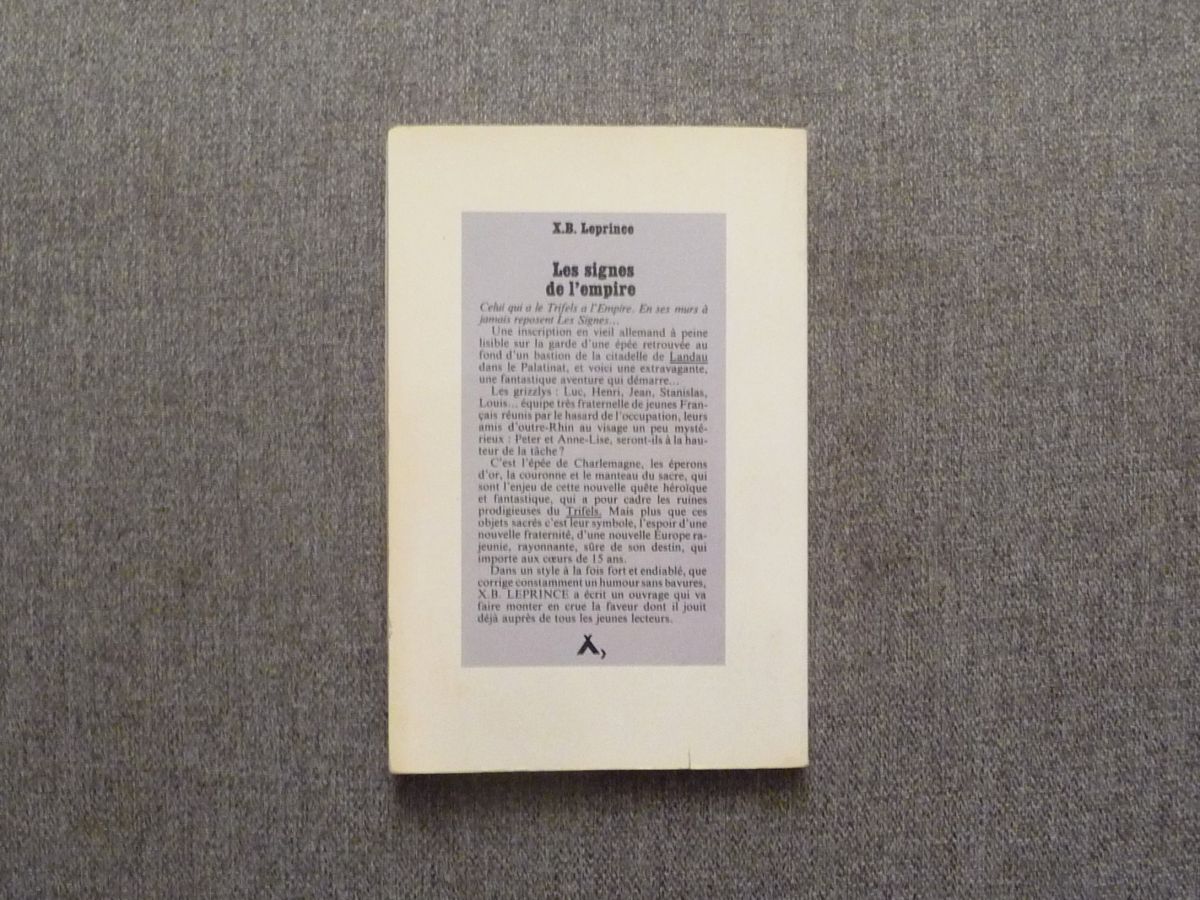 X.B. Leprince
Les signes
de l'empire
Celui qui a le Trifels a l'Empire. En ses murs à
jamais reposent Les Signes...
Une inscription en vieil allemand à peine
lisible sur la garde d'une épée retrouvée au
fond d'un bastion de la citadelle de Landau
dans le Palatinat, et voici une extravagante,
une fantastique aventure qui démarre...
Les grizzlys : Luc, Henri, Jean, Stanislas,
Louis... équipe très fraternelle de jeunes Fran-
çais réunis par le hasard de l'occupation, leurs
amis d'outre-Rhin au visage un peu mysté-
rieux : Peter et Anne-Lise, seront-ils à la hau-
teur de la tâche ?
C'est l'épée de Charlemagne, les éperons
d'or, la couronne et le manteau du sacre, qui
sont l'enjeu de cette nouvelle quête héroïque
et fantastique, qui a pour cadre les ruines
prodigieuses du Trifels. Mais plus que ces
objets sacrés c'est leur symbole, l'espoir d'une
nouvelle fraternité, d'une nouvelle Europe ra-
jeunie, rayonnante, sûre de son destin, qui
importe aux cœurs de 15 ans.
Dans un style à la fois fort et endiablé, que
corrige constamment un humour sans bavures,
X.B. LEPRINCE a écrit un ouvrage qui va
faire monter en crue la faveur dont il jouit
déjà auprès de tous les jeunes lecteurs.